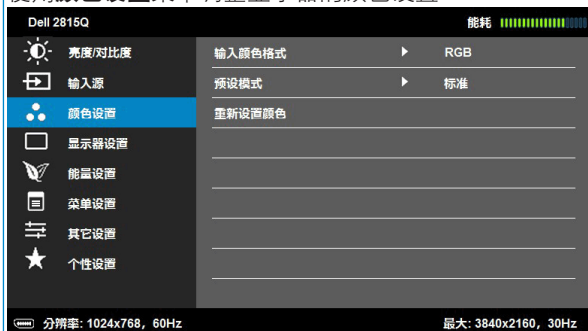 Dell 2815Q 能耗
亮度/对比度 输入颜色格式 RGB
输入源 预设模式 标准
颜色设置 重新设置颜色
显示器设置
能量设置
菜单设置
其它设置
个性设置
分辨率: 1024x768, 60Hz 最大: 3840x2160, 30Hz